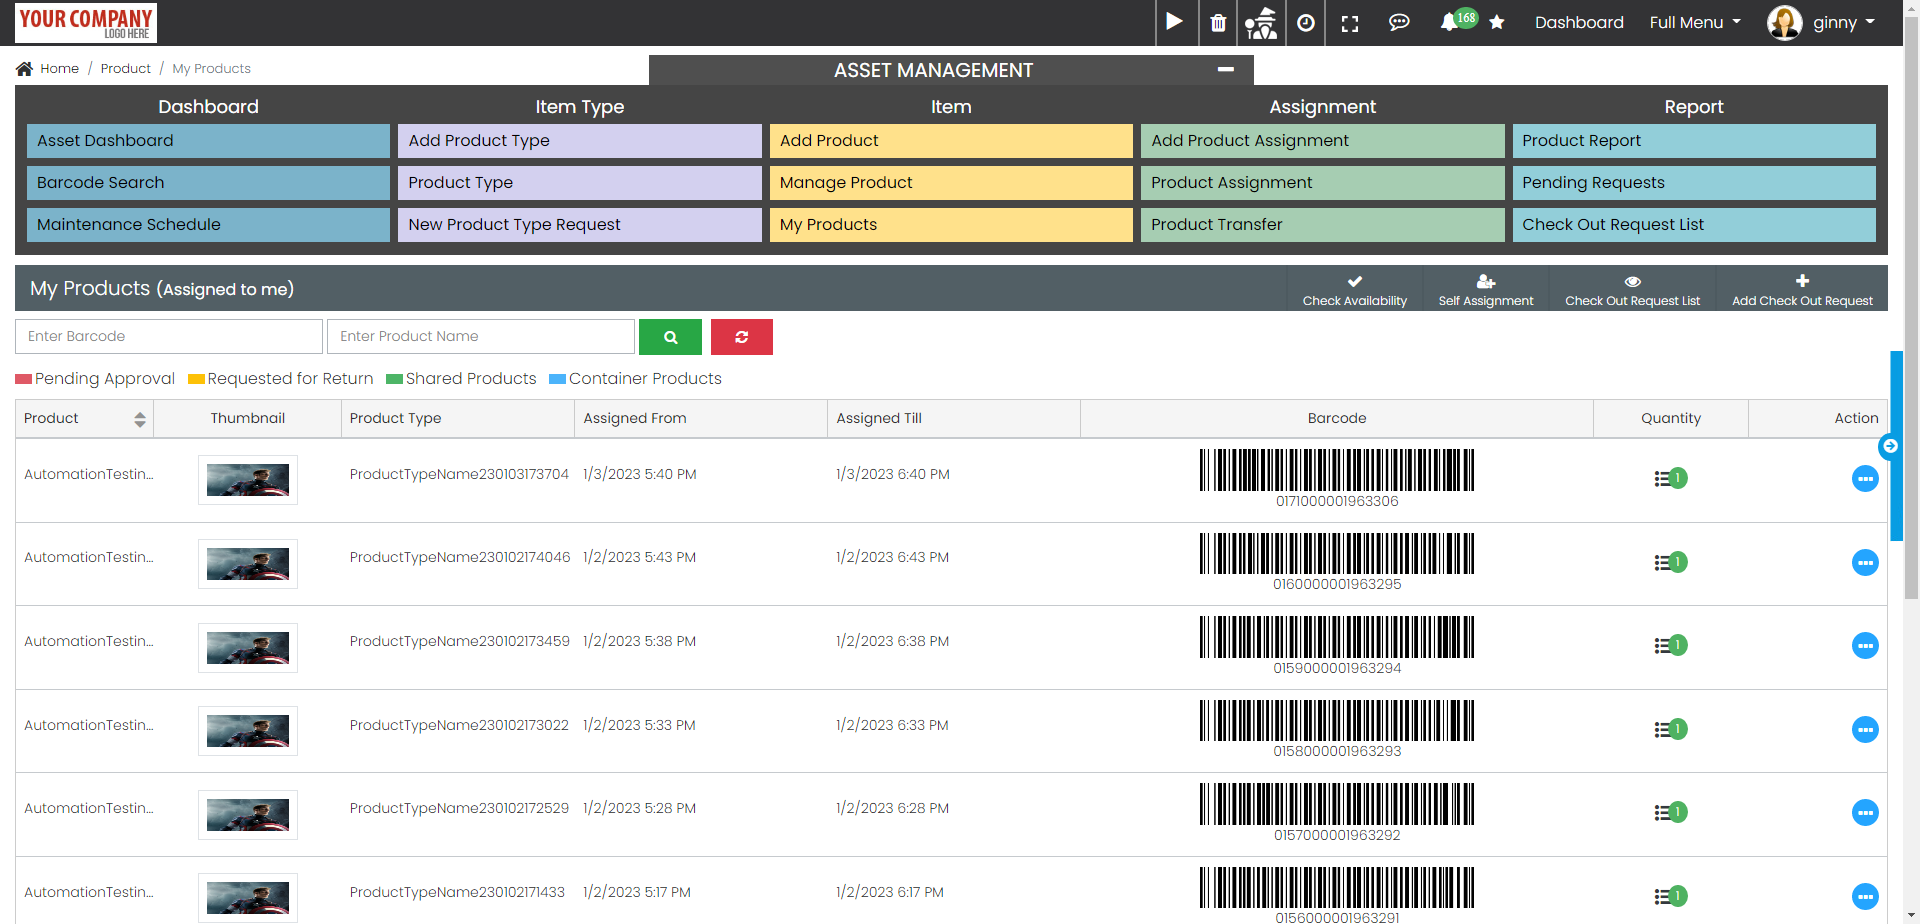 YOUR COMPANY
LOGO HERE
168
Dashboard
Full Menu
ginny
Home / Product / My Products
ASSET MANAGEMENT
Dashboard
Item Type
Item
Assignment
Report
Asset Dashboard
Add Product Type
Add Product
Add Product Assignment
Product Report
Barcode Search
Product Type
Manage Product
Product Assignment
Pending Requests
Maintenance Schedule
New Product Type Request
My Products
Product Transfer
Check Out Request List
My Products (Assigned to me)
Check Availability
Self Assignment
Check Out Request List
Add Check Out Request
Enter Barcode
Enter Product Name
Pending Approval
Requested for Return
Shared Products
Container Products
Product Thumbnail Product Type Assigned From Assigned Till Barcode Quantity Action
AutomationTestin... ProductTypeName230103173704 1/3/2023 5:40 PM 1/3/2023 6:40 PM 1
0171000001963306
AutomationTestin... ProductTypeName230102174046 1/2/2023 5:43 PM 1/2/2023 6:43 PM 1
0160000001963295
AutomationTestin... ProductTypeName230102173459 1/2/2023 5:38 PM 1/2/2023 6:38 PM 1
0159000001963294
AutomationTestin... ProductTypeName230102173022 1/2/2023 5:33 PM 1/2/2023 6:33 PM 1
0158000001963293
AutomationTestin... ProductTypeName230102172529 1/2/2023 5:28 PM 1/2/2023 6:28 PM 1
0157000001963292
AutomationTestin... ProductTypeName230102171433 1/2/2023 5:17 PM 1/2/2023 6:17 PM 1
0156000001963291